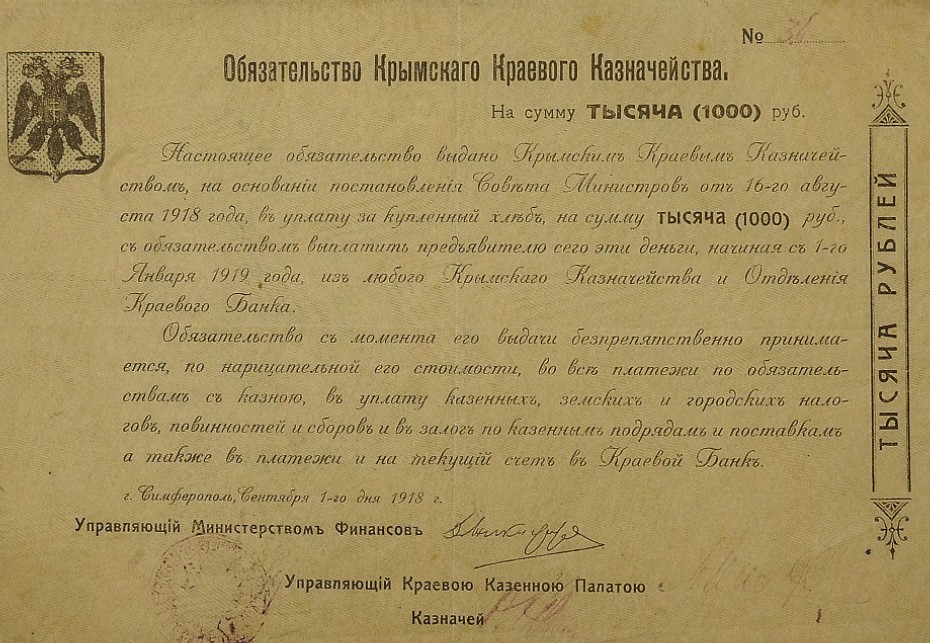 №
Обязательство Крымскаго Краевого Казначейства.
На сумму ТЫСЯЧА (1000) руб.
Настоящее обязательство выдано Крымскимъ Краевымъ Казначей-
ствомъ, на основаніи постановленія Совѣта Министровъ отъ 16-го авгу-
ста 1918 года, въ уплату за купленный хлѣбъ, на сумму тысяча (1000) руб.,
съ обязательствомъ выплатить предъявителю сего эти деньги, начиная съ 1-го
Января 1919 года, изъ любого Крымскаго Казначейства и Отдѣленія
Краевого Банка.
Обязательство съ момента его выдачи безпрепятственно принима-
ется, по нарицательной его стоимости, во всѣ платежи по обязатель-
ствамъ съ казною, въ уплату казенныхъ, земскихъ и городскихъ нало-
говъ, повинностей и сборовъ и въ залогъ по казеннымъ подрядамъ и поставкамъ
а также въ платежи и на текущій счетъ въ Краевой Банкъ.
г. Симферополь, Сентября 1-го дня 1918 г.
Управляющій Министерствомъ Финансовъ
Управляющій Краевою Казенною Палатою
Казначей
ТЫСЯЧА РУБЛЕЙ